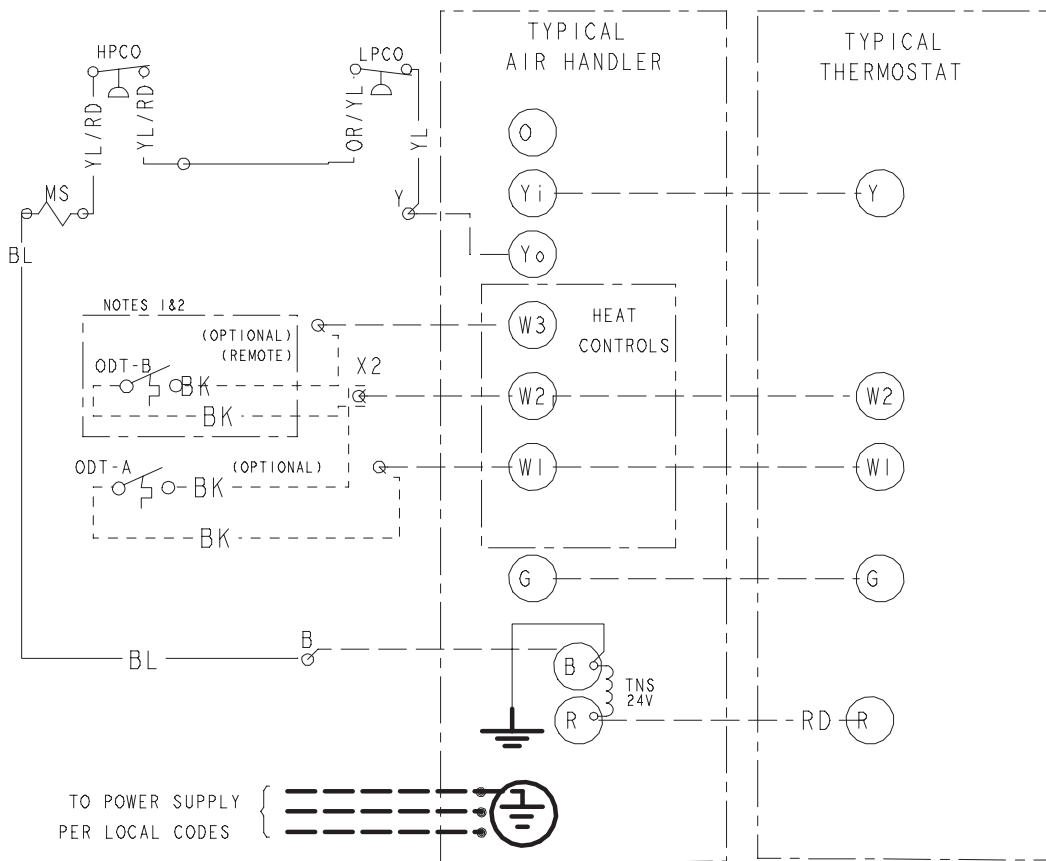 TYPICAL
AIR HANDLER
TYPICAL
THERMOSTAT
HPCO
LPCO
YL/RD
YL/RD
OR/YL
YL
O
MS
Y
Yi
Y
BL
Yo
NOTES 1&2
(OPTIONAL)
(REMOTE)
W3
HEAT
CONTROLS
ODT-B
BK
X2
BK
W2
W2
ODT-A
(OPTIONAL)
BK
W1
W1
BK
G
G
BL
B
B
TNS
24V
R
RD
R
TO POWER SUPPLY
PER LOCAL CODES